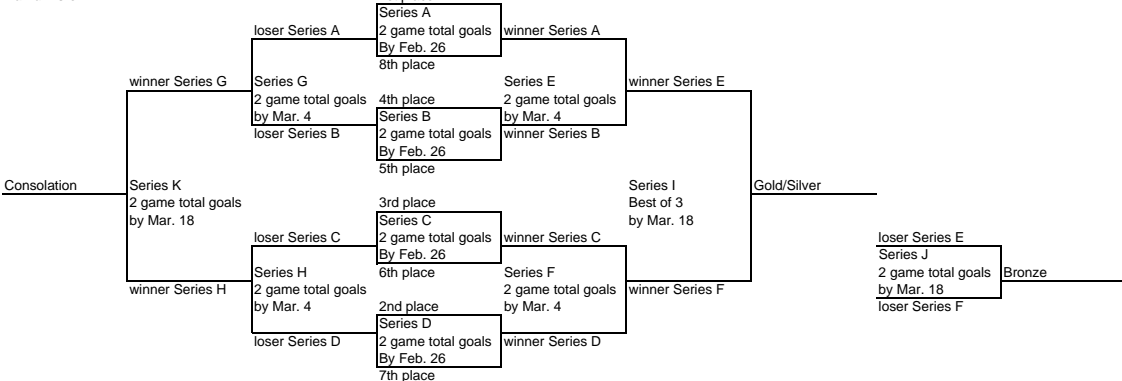 Series A
loser Series A 2 game total goals winner Series A
By Feb. 26
8th place
winner Series G Series G Series E winner Series E
2 game total goals 4th place 2 game total goals
by Mar. 4 Series B by Mar. 4
loser Series B 2 game total goals winner Series B
By Feb. 26
5th place
Consolation Series K Series I Gold/Silver
2 game total goals 3rd place Best of 3
by Mar. 18 Series C by Mar. 18
loser Series C 2 game total goals winner Series C loser Series E
By Feb. 26 Series J
Series H 6th place Series F 2 game total goals Bronze
winner Series H 2 game total goals 2 game total goals winner Series F by Mar. 18
by Mar. 4 2nd place by Mar. 4 loser Series F
Series D
loser Series D 2 game total goals winner Series D
By Feb. 26
7th place